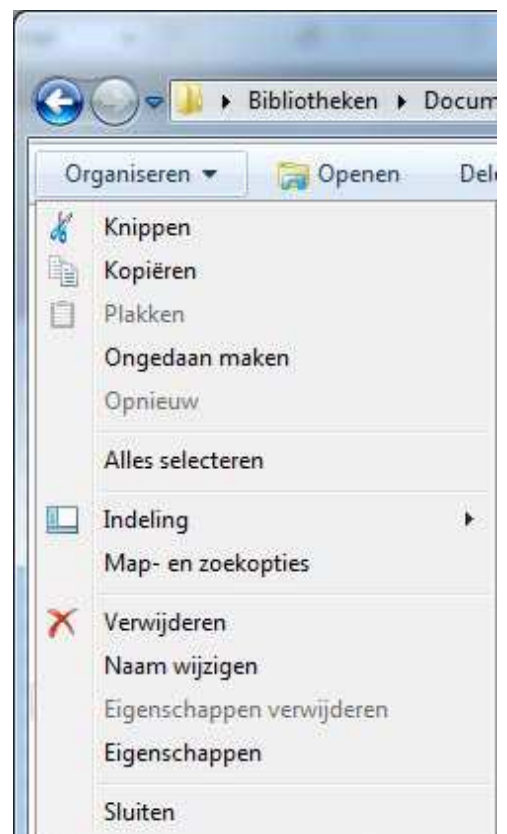 Bibliotheken Docum
Organiseren Openen Del
Knippen
Kopiëren
Plakken
Ongedaan maken
Opnieuw
Alles selecteren
Indeling
Map- en zoekopties
Verwijderen
Naam wijzigen
Eigenschappen verwijderen
Eigenschappen
Sluiten